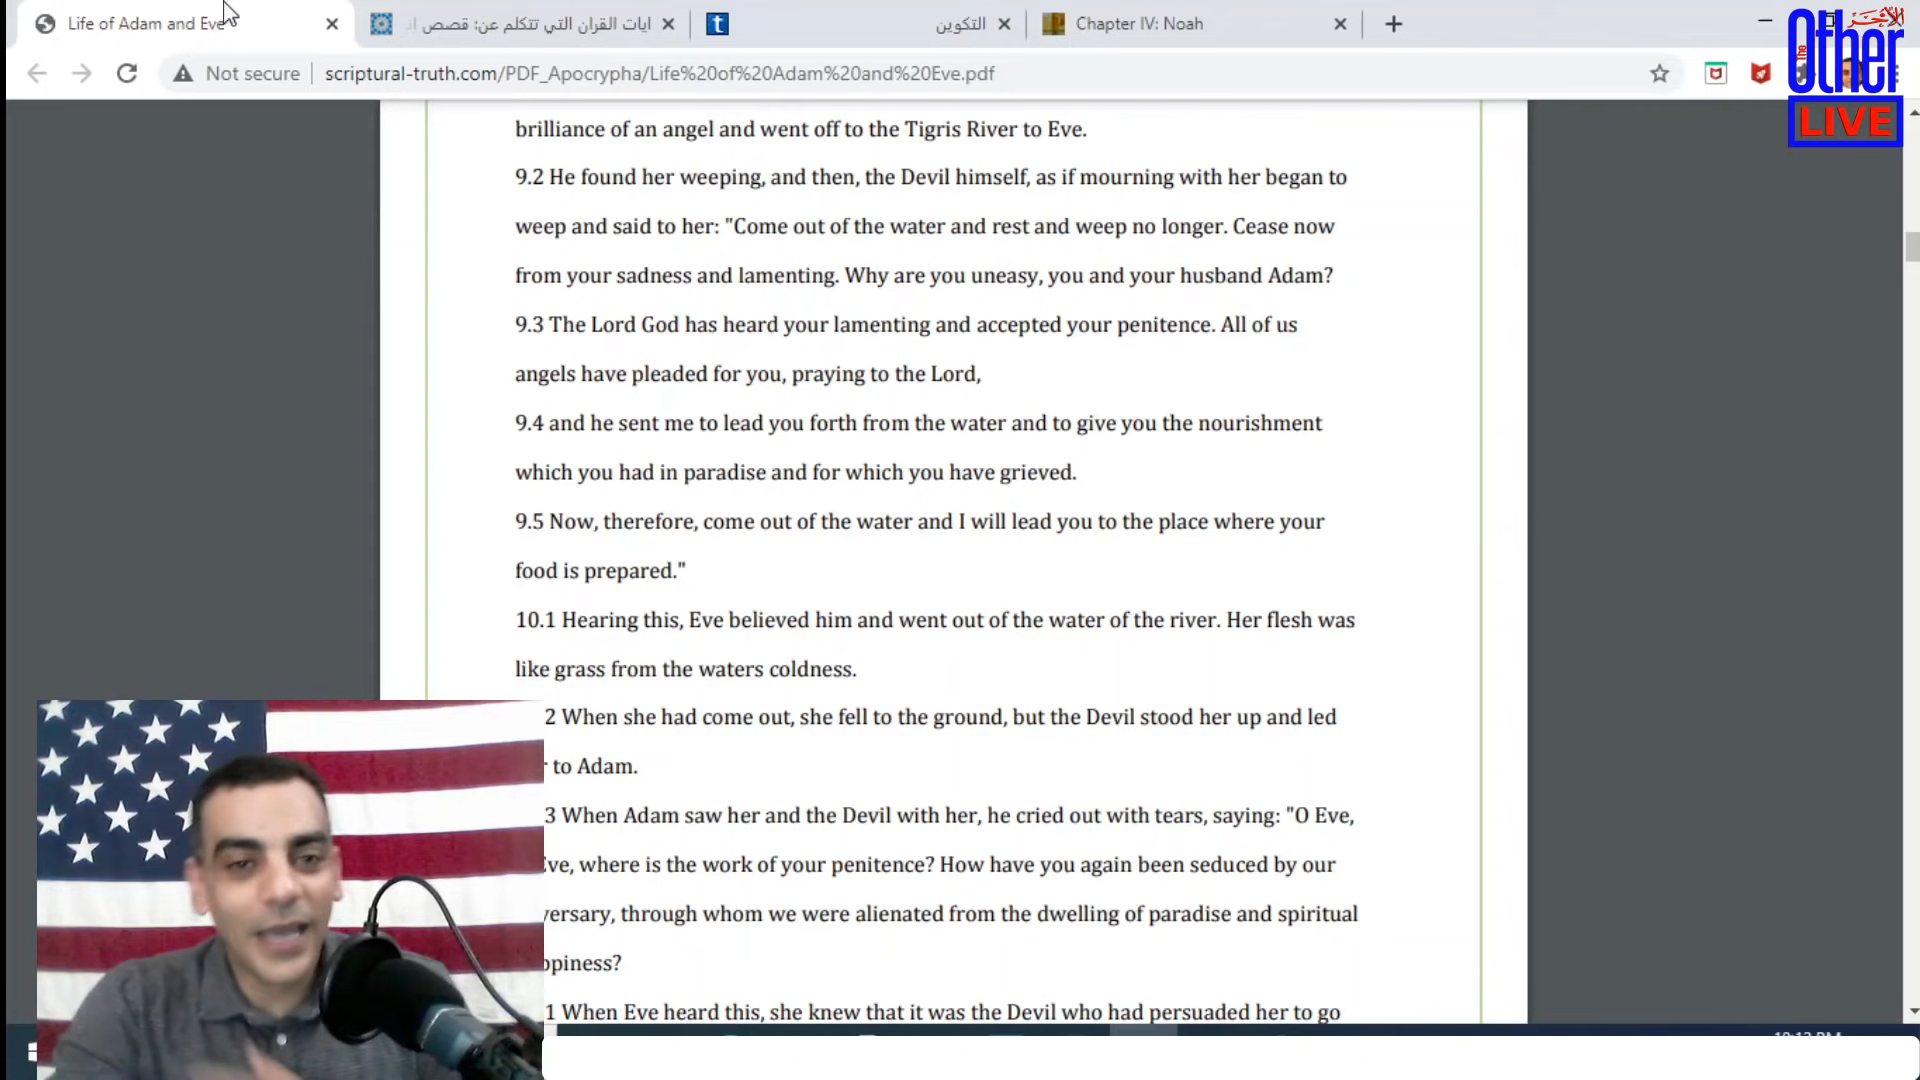 Life of Adam and Eve
ايات القران التي تتكلم عن: قصص
التكوين
Chapter IV: Noah
Not secure
scriptural-truth.com/PDF_Apocrypha/Life%20of%20Adam%20and%20Eve.pdf
الآخر
the
Other
LIVE
brilliance of an angel and went off to the Tigris River to Eve.
9.2 He found her weeping, and then, the Devil himself, as if mourning with her began to
weep and said to her: "Come out of the water and rest and weep no longer. Cease now
from your sadness and lamenting. Why are you uneasy, you and your husband Adam?
9.3 The Lord God has heard your lamenting and accepted your penitence. All of us
angels have pleaded for you, praying to the Lord,
9.4 and he sent me to lead you forth from the water and to give you the nourishment
which you had in paradise and for which you have grieved.
9.5 Now, therefore, come out of the water and I will lead you to the place where your
food is prepared."
10.1 Hearing this, Eve believed him and went out of the water of the river. Her flesh was
like grass from the waters coldness.
2 When she had come out, she fell to the ground, but the Devil stood her up and led
to Adam.
3 When Adam saw her and the Devil with her, he cried out with tears, saying: "O Eve,
ve, where is the work of your penitence? How have you again been seduced by our
versary, through whom we were alienated from the dwelling of paradise and spiritual
ppiness?
1 When Eve heard this, she knew that it was the Devil who had persuaded her to go